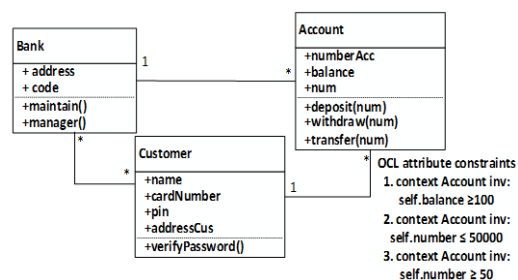 Bank
+ address
+ code
+maintain()
+manager()
1
*
Account
+numberAcc
+balance
+num
+deposit(num)
+withdraw(num)
+transfer(num)
*
*
Customer
+name
+cardNumber
+pin
+addressCus
+verifyPassword()
1
*
OCL attribute constraints
1. context Account inv:
self.balance ≥100
2. context Account inv:
self.number ≤ 50000
3. context Account inv:
self.number ≥ 50